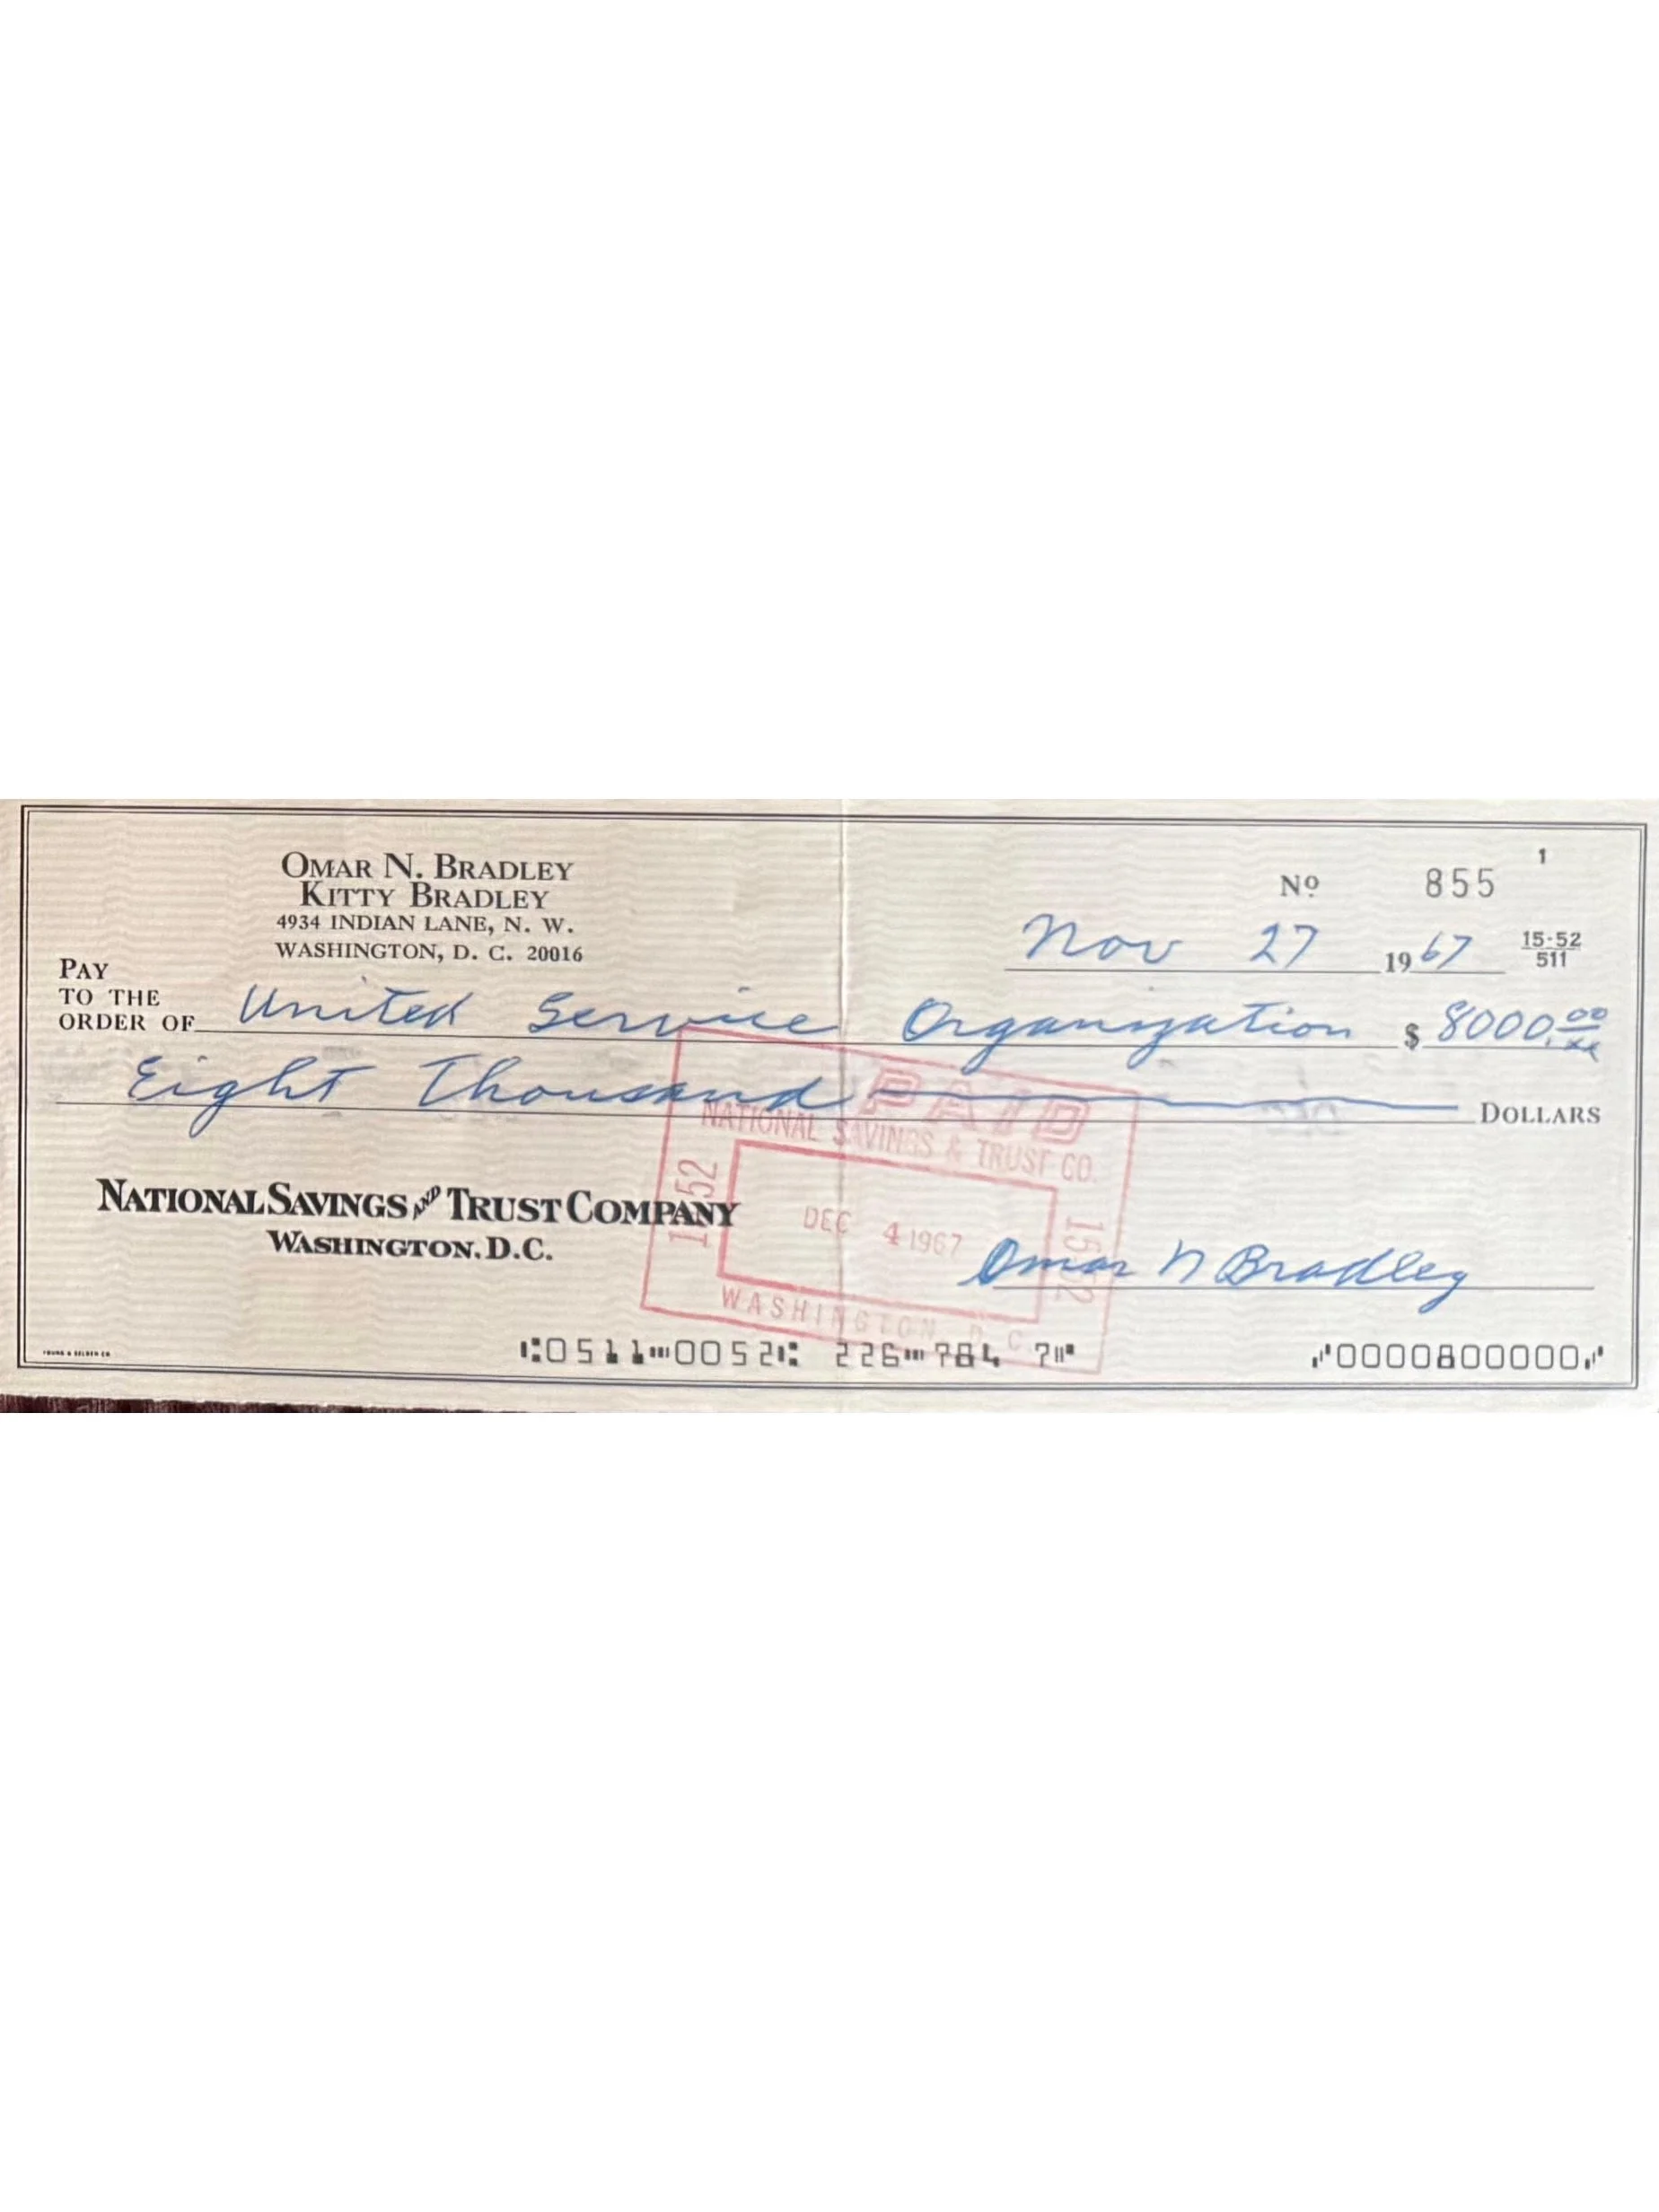 OMAR N. BRADLEY
KITTY BRADLEY
4934 INDIAN LANE, N. W.
WASHINGTON, D. C. 20016
1
Nº 855
Nov 27 1967
15-52
511
PAY
TO THE
ORDER OF United Service Organization $ 8000.00
xx
Eight Thousand DOLLARS
PAID
NATIONAL SAVINGS & TRUST CO.
15-52
DEC 4 1967
15-52
WASHINGTON, D. C.
NATIONAL SAVINGS AND TRUST COMPANY
WASHINGTON, D.C.
Omar N Bradley
YOUNG & SELDEN CO
⑆0511⑉0052⑆ 226⑉784 7⑈
⑇0000800000⑇